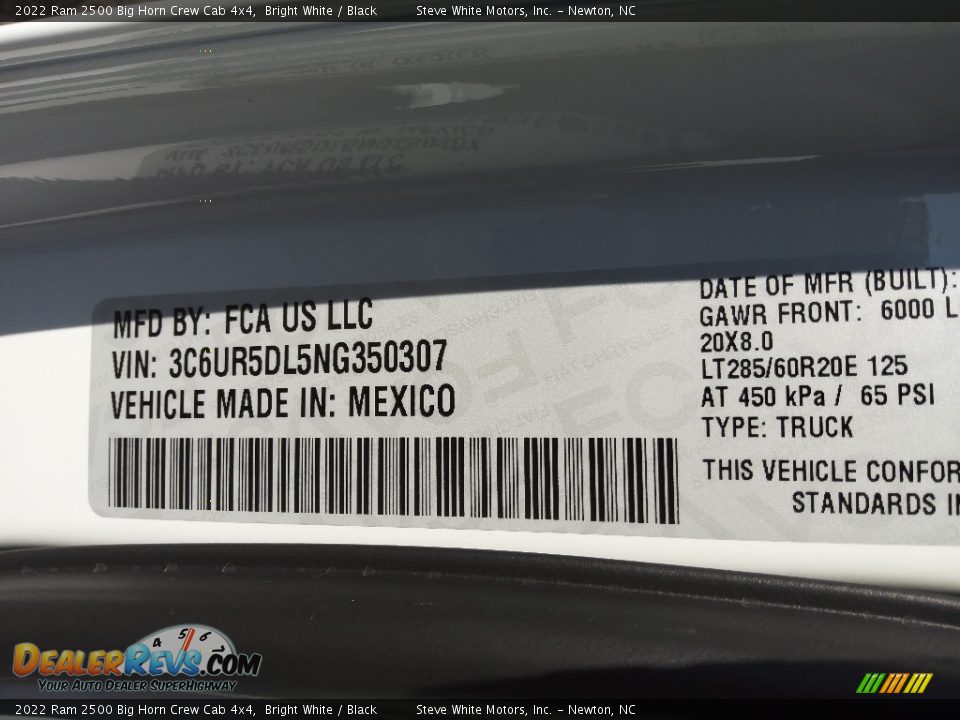 2022 Ram 2500 Big Horn Crew Cab 4x4, Bright White / Black Steve White Motors, Inc. - Newton, NC
MFD BY: FCA US LLC
VIN: 3C6UR5DL5NG350307
VEHICLE MADE IN: MEXICO
DATE OF MFR (BUILT):
GAWR FRONT: 6000 L
20X8.0
LT285/60R20E 125
AT 450 kPa / 65 PSI
TYPE: TRUCK
THIS VEHICLE CONFOR
STANDARDS IN
4 5 6
DEALERREVS.COM
YOUR AUTO DEALER SUPERHIGHWAY
2022 Ram 2500 Big Horn Crew Cab 4x4, Bright White / Black Steve White Motors, Inc. - Newton, NC